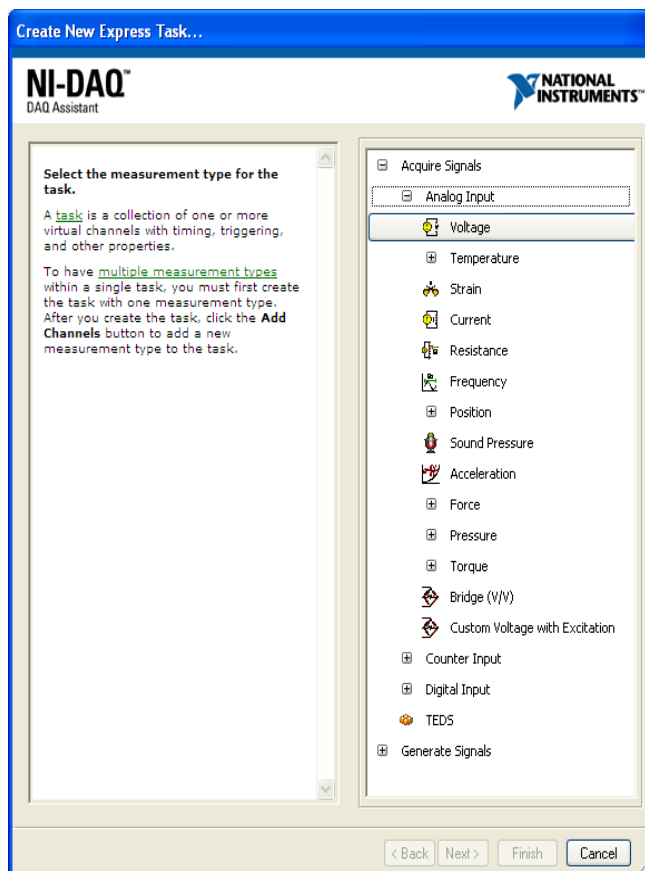 Create New Express Task...
NI-DAQ™
DAQ Assistant
NATIONAL
INSTRUMENTS™
Select the measurement type for the
task.
A task is a collection of one or more
virtual channels with timing, triggering,
and other properties.
To have multiple measurement types
within a single task, you must first create
the task with one measurement type.
After you create the task, click the Add
Channels button to add a new
measurement type to the task.
Acquire Signals
Analog Input
Voltage
Temperature
Strain
Current
Resistance
Frequency
Position
Sound Pressure
Acceleration
Force
Pressure
Torque
Bridge (V/V)
Custom Voltage with Excitation
Counter Input
Digital Input
TEDS
Generate Signals
< Back Next > Finish Cancel